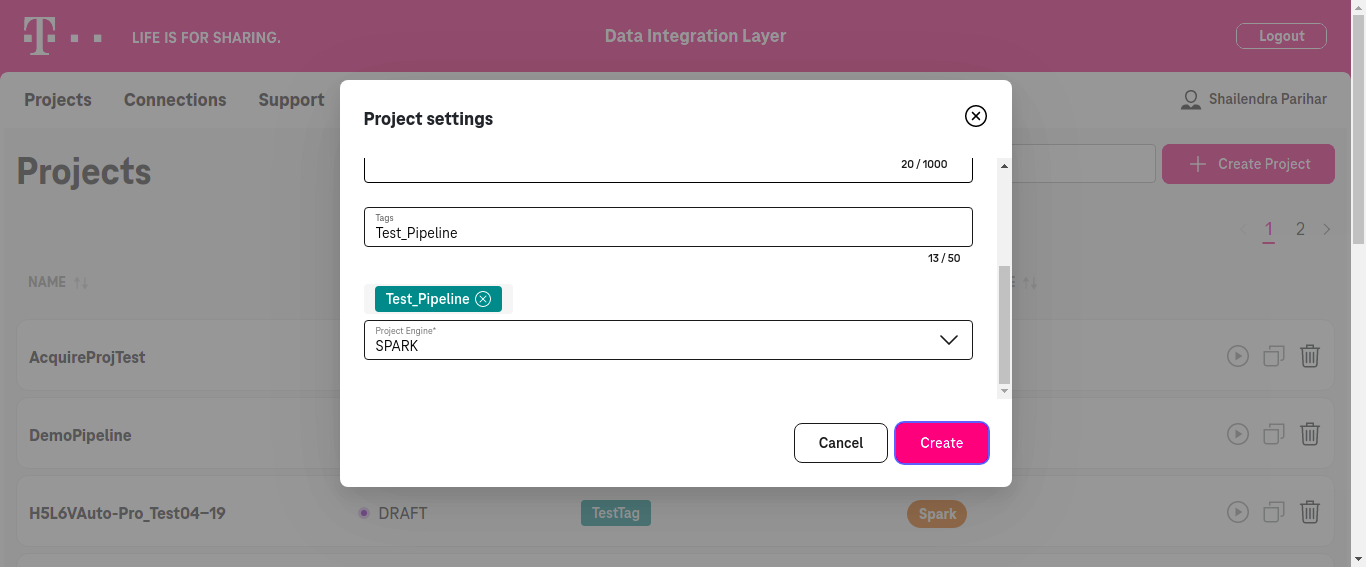 T
LIFE IS FOR SHARING.
Data Integration Layer
Logout
Projects
Connections
Support
Shailendra Parihar
Projects
Create Project
1
2
NAME
Project settings
20 / 1000
Tags
Test_Pipeline
13 / 50
Test_Pipeline
Project Engine*
SPARK
Cancel
Create
AcquireProjTest
DemoPipeline
H5L6VAuto-Pro_Test04-19
DRAFT
TestTag
Spark